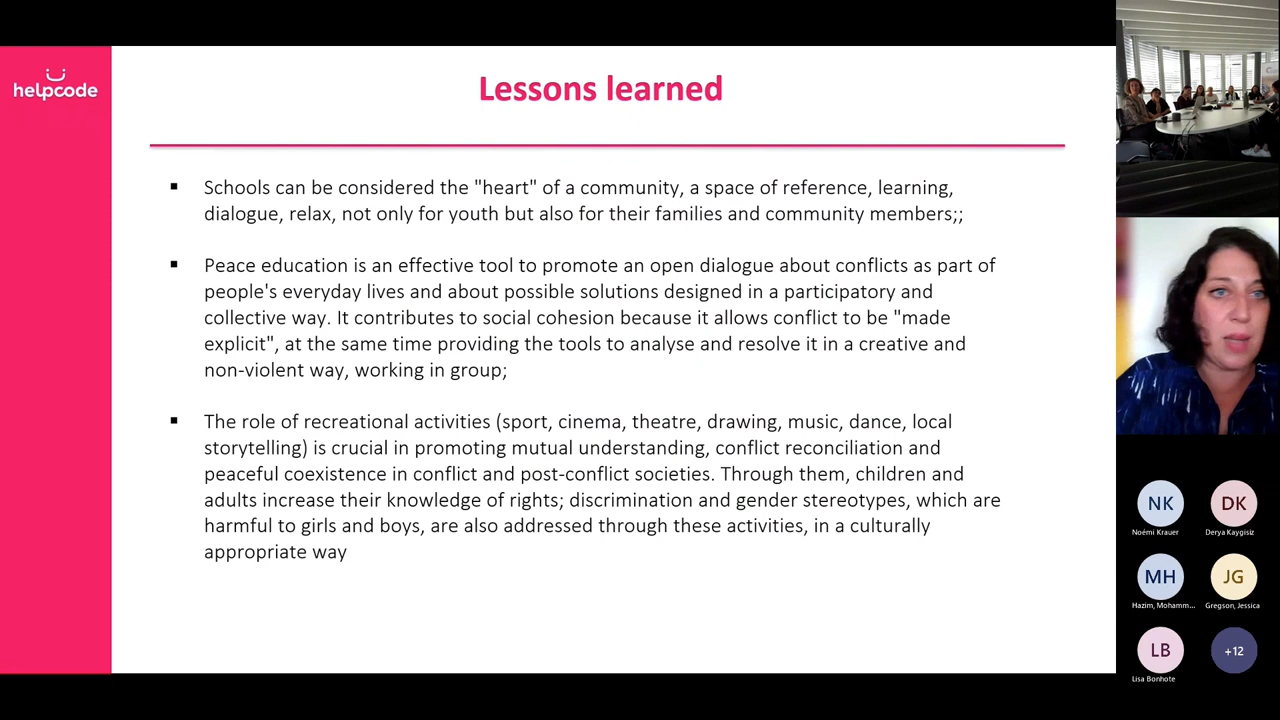 helpcode
Lessons learned
▪ Schools can be considered the "heart" of a community, a space of reference, learning,
dialogue, relax, not only for youth but also for their families and community members;;
▪ Peace education is an effective tool to promote an open dialogue about conflicts as part of
people's everyday lives and about possible solutions designed in a participatory and
collective way. It contributes to social cohesion because it allows conflict to be "made
explicit", at the same time providing the tools to analyse and resolve it in a creative and
non-violent way, working in group;
▪ The role of recreational activities (sport, cinema, theatre, drawing, music, dance, local
storytelling) is crucial in promoting mutual understanding, conflict reconciliation and
peaceful coexistence in conflict and post-conflict societies. Through them, children and
adults increase their knowledge of rights; discrimination and gender stereotypes, which are
harmful to girls and boys, are also addressed through these activities, in a culturally
appropriate way
NK
DK
Noémi Krauer
Derya Kaygisiz
MH
JG
Hazim, Mohamm...
Gregson, Jessica
LB
+12
Lisa Bonhote